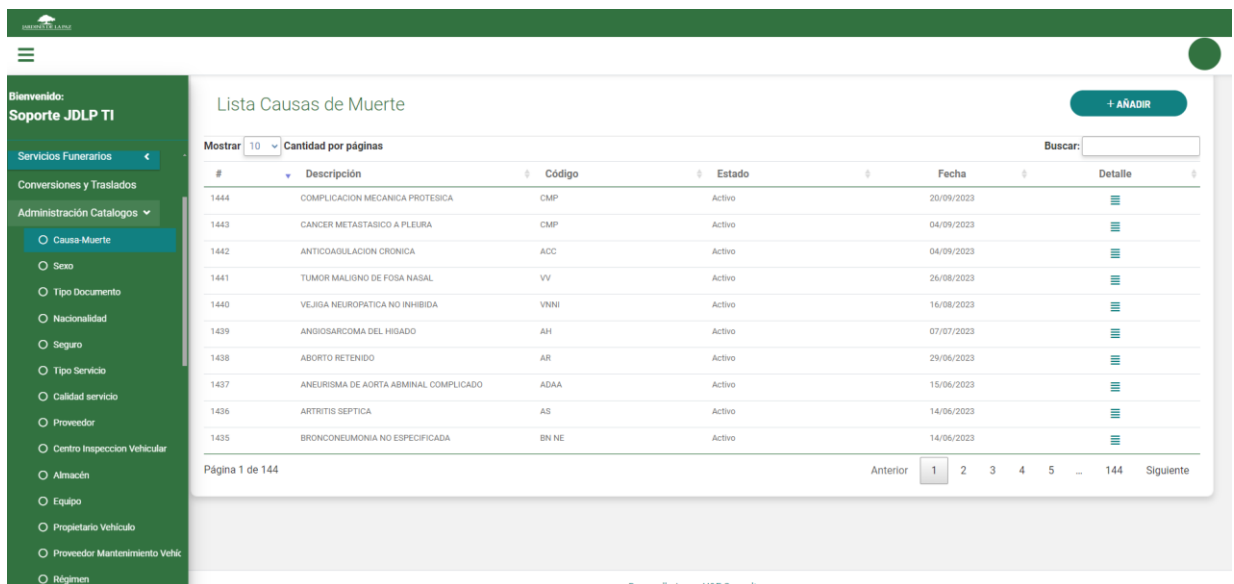 JARDINES DE LA PAZ
Bienvenido:
Soporte JDLP TI
Servicios Funerarios
Conversiones y Traslados
Administración Catalogos
Causa-Muerte
Sexo
Tipo Documento
Nacionalidad
Seguro
Tipo Servicio
Calidad servicio
Proveedor
Centro Inspeccion Vehicular
Almacén
Equipo
Propietario Vehículo
Proveedor Mantenimiento Vehíc
Régimen
Lista Causas de Muerte
+ AÑADIR
Mostrar 10 Cantidad por páginas Buscar:
# Descripción Código Estado Fecha Detalle
1444 COMPLICACION MECANICA PROTESICA CMP Activo 20/09/2023
1443 CANCER METASTASICO A PLEURA CMP Activo 04/09/2023
1442 ANTICOAGULACION CRONICA ACC Activo 04/09/2023
1441 TUMOR MALIGNO DE FOSA NASAL VV Activo 26/08/2023
1440 VEJIGA NEUROPATICA NO INHIBIDA VNNI Activo 16/08/2023
1439 ANGIOSARCOMA DEL HIGADO AH Activo 07/07/2023
1438 ABORTO RETENIDO AR Activo 29/06/2023
1437 ANEURISMA DE AORTA ABMINAL COMPLICADO ADAA Activo 15/06/2023
1436 ARTRITIS SEPTICA AS Activo 14/06/2023
1435 BRONCONEUMONIA NO ESPECIFICADA BN NE Activo 14/06/2023
Página 1 de 144 Anterior 1 2 3 4 5 ... 144 Siguiente